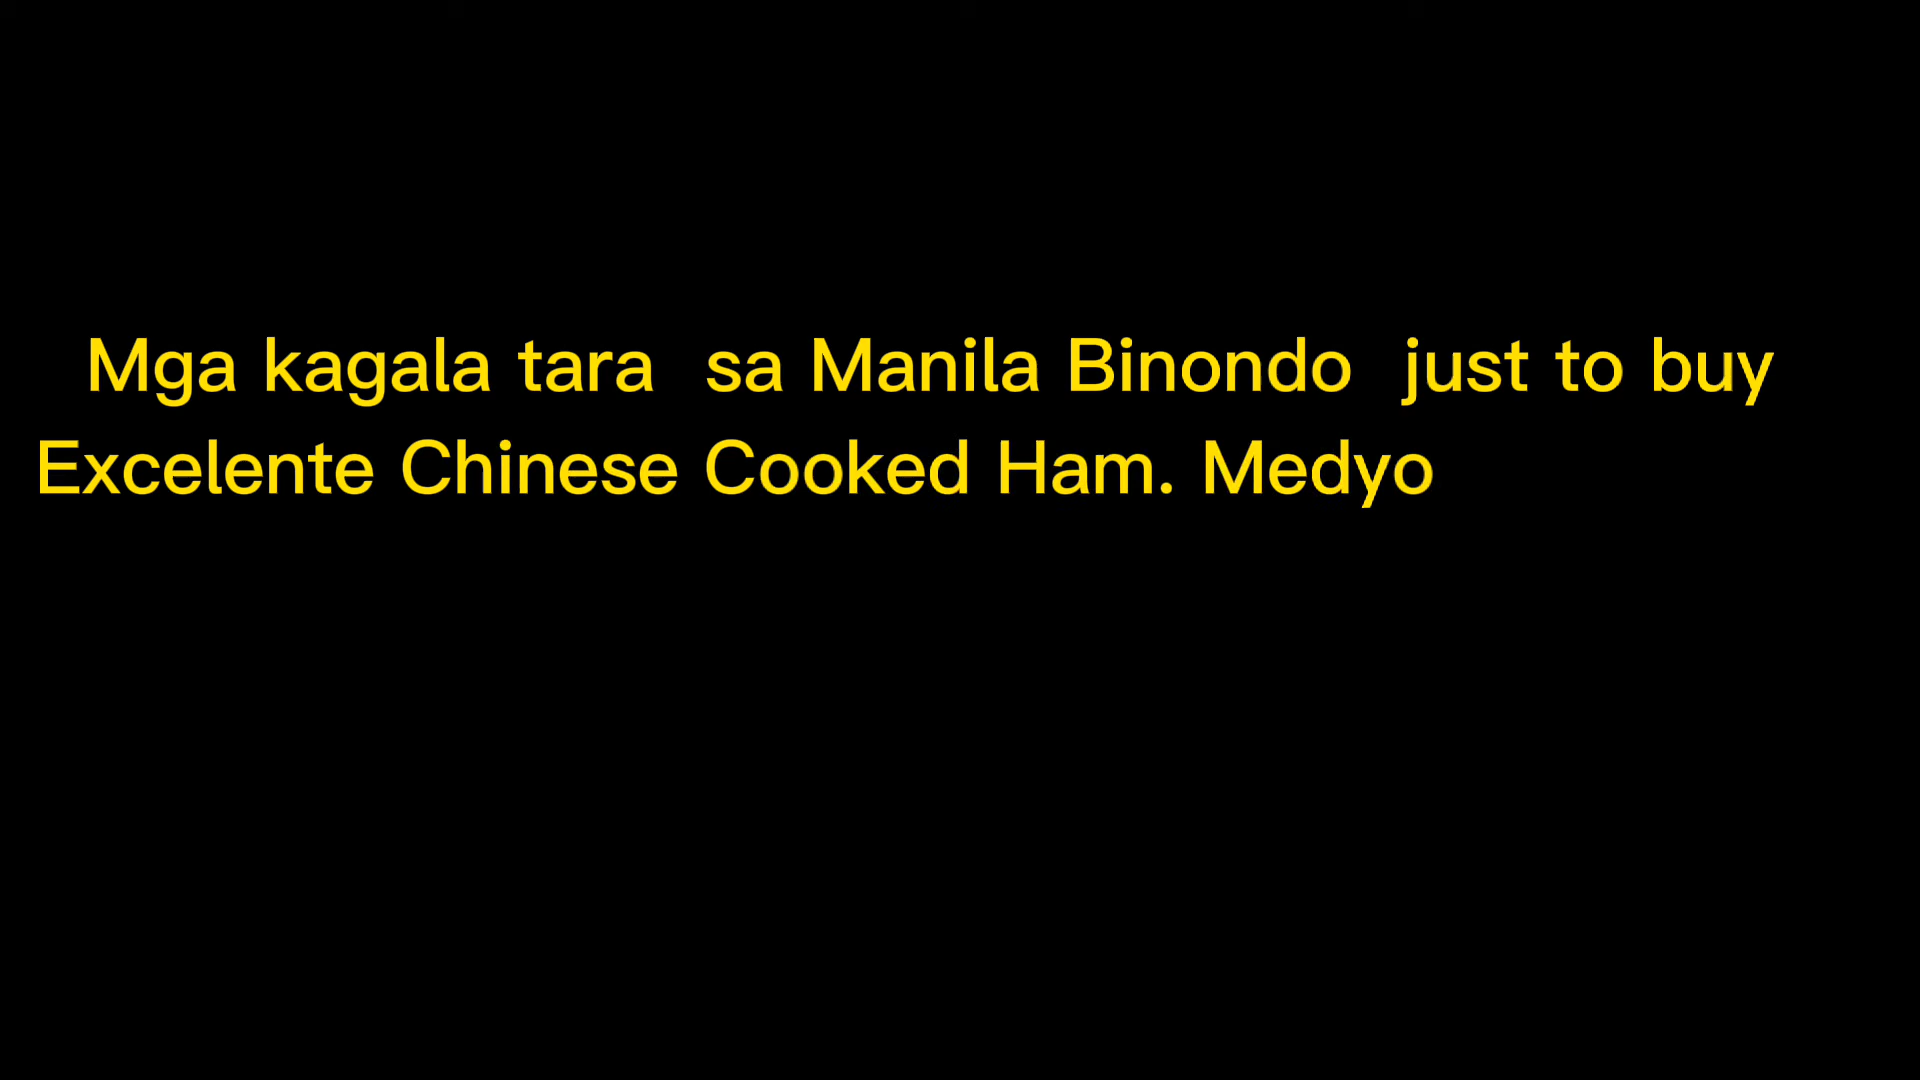 Mga kagala tara  sa Manila Binondo  just to buy
Excelente Chinese Cooked Ham. Medyo